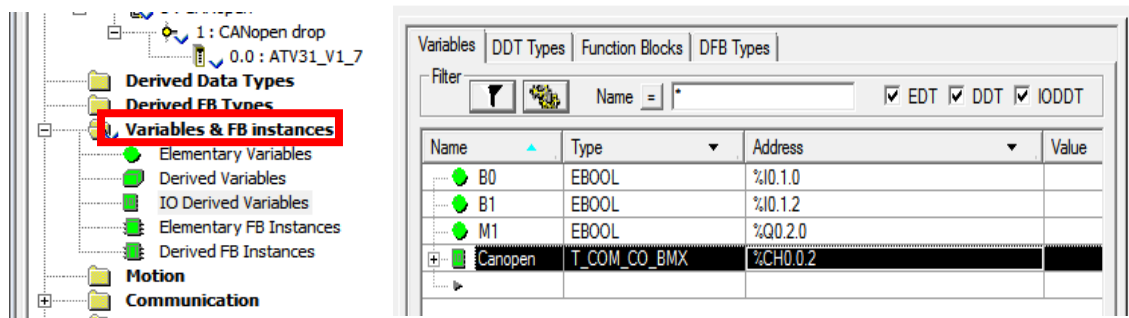 1 : CANopen drop
0.0 : ATV31_V1_7
Derived Data Types
Derived FB Types
Variables & FB instances
Elementary Variables
Derived Variables
IO Derived Variables
Elementary FB Instances
Derived FB Instances
Motion
Communication
Variables DDT Types Function Blocks DFB Types
Filter
Name = * EDT DDT IODDT
Name Type Address Value
B0 EBOOL %I0.1.0
B1 EBOOL %I0.1.2
M1 EBOOL %Q0.2.0
Canopen T_COM_CO_BMX %CH0.0.2